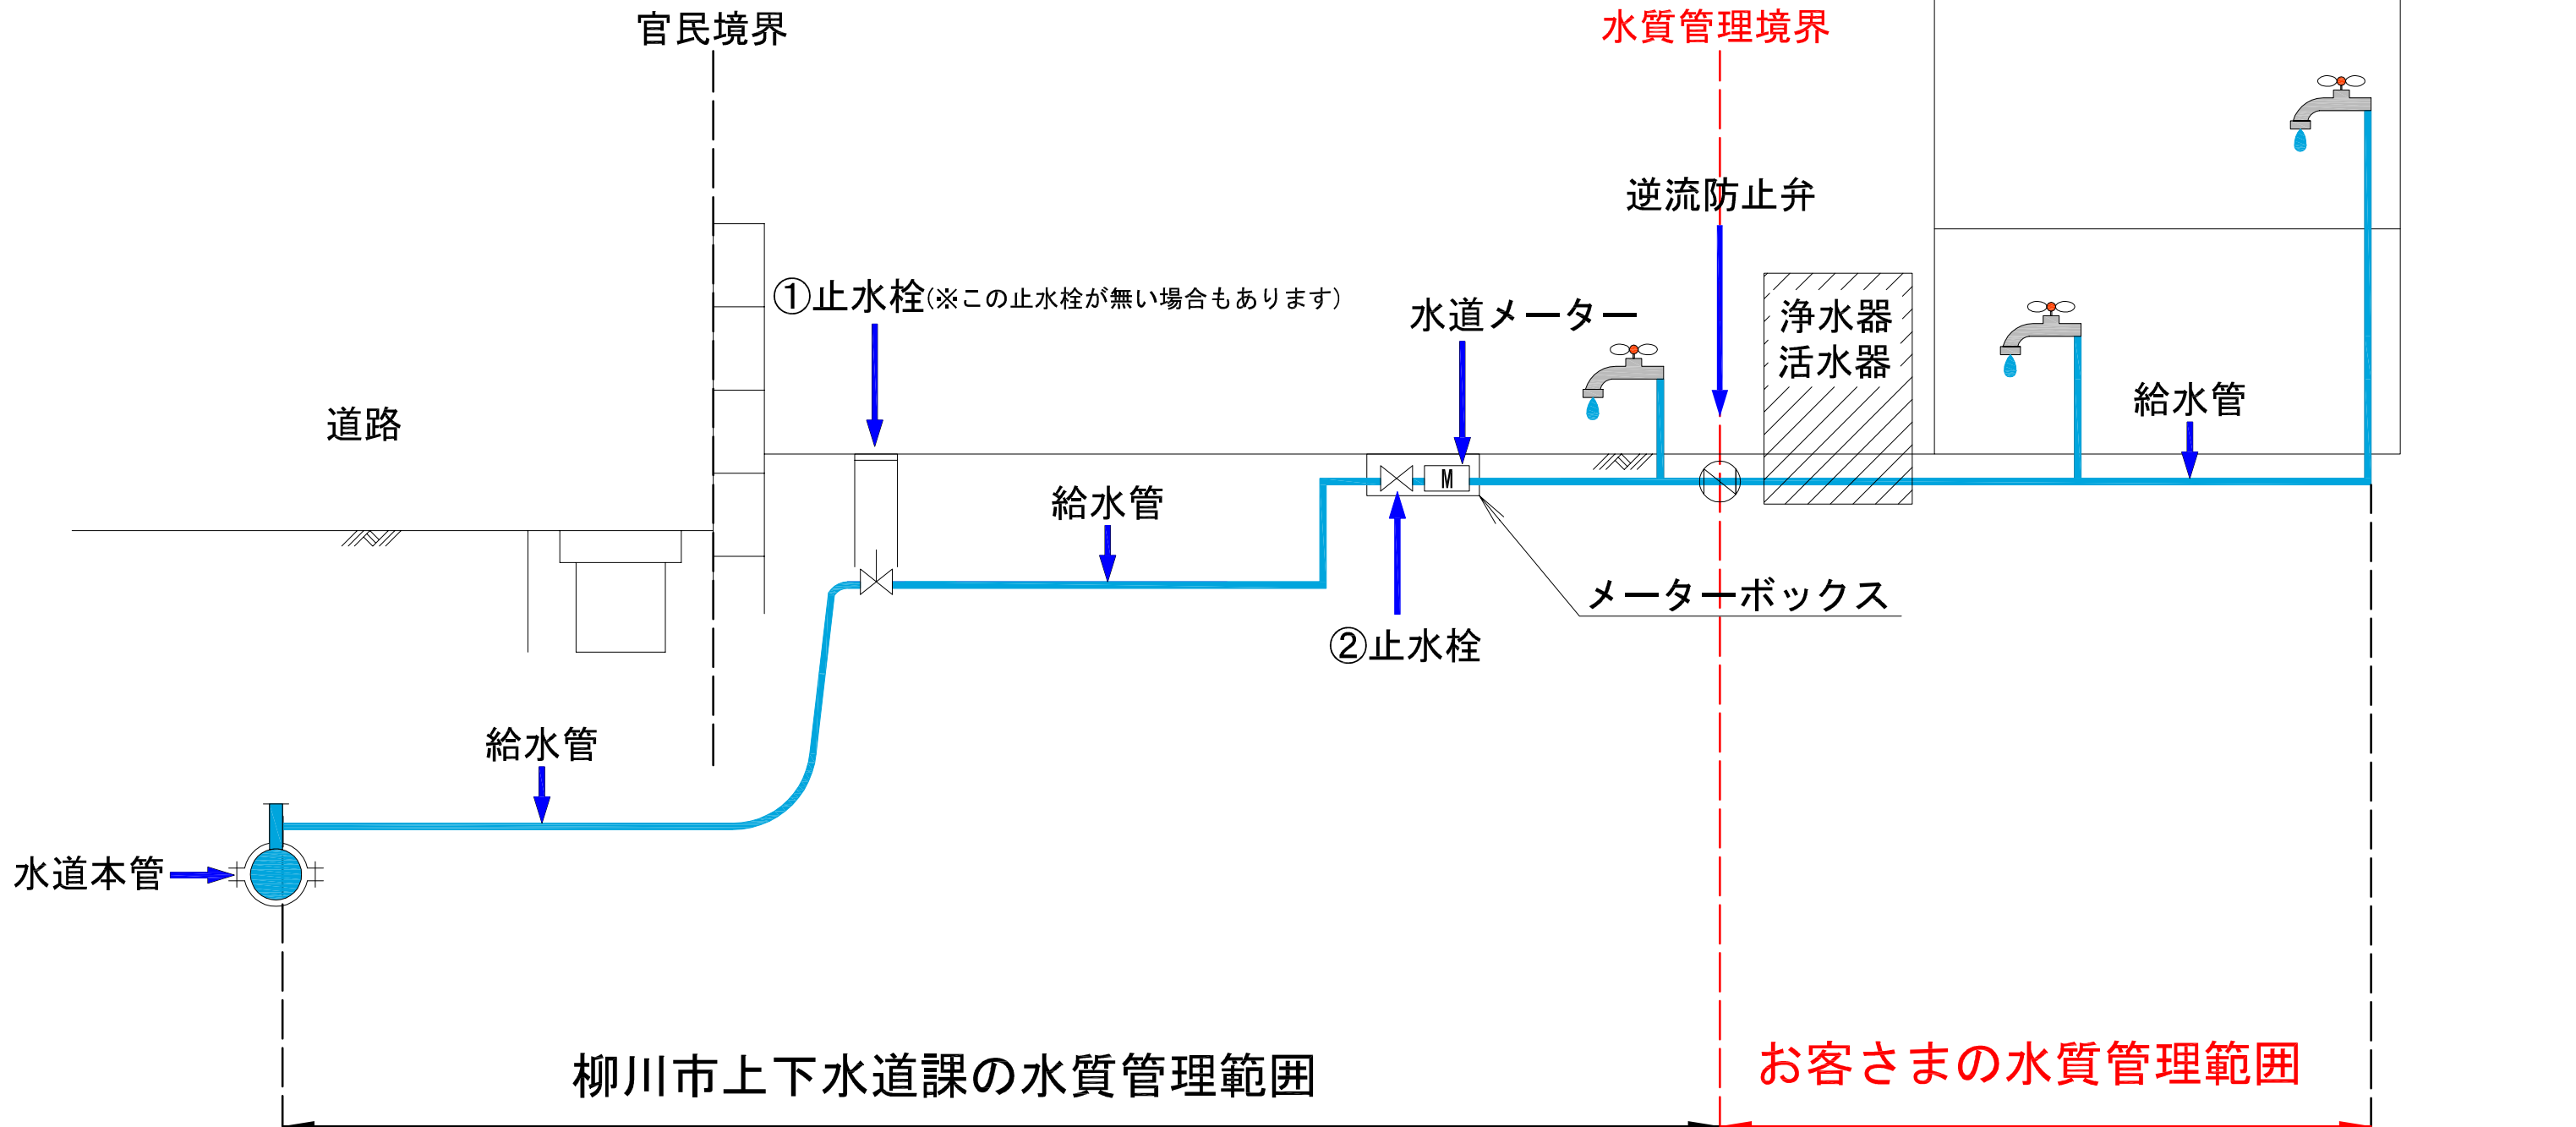 官民境界
水質管理境界
逆流防止弁
①止水栓(※この止水栓が無い場合もあります)
水道メーター
浄水器
活水器
道路
給水管
給水管
M
メーターボックス
②止水栓
給水管
水道本管
柳川市上下水道課の水質管理範囲
お客さまの水質管理範囲